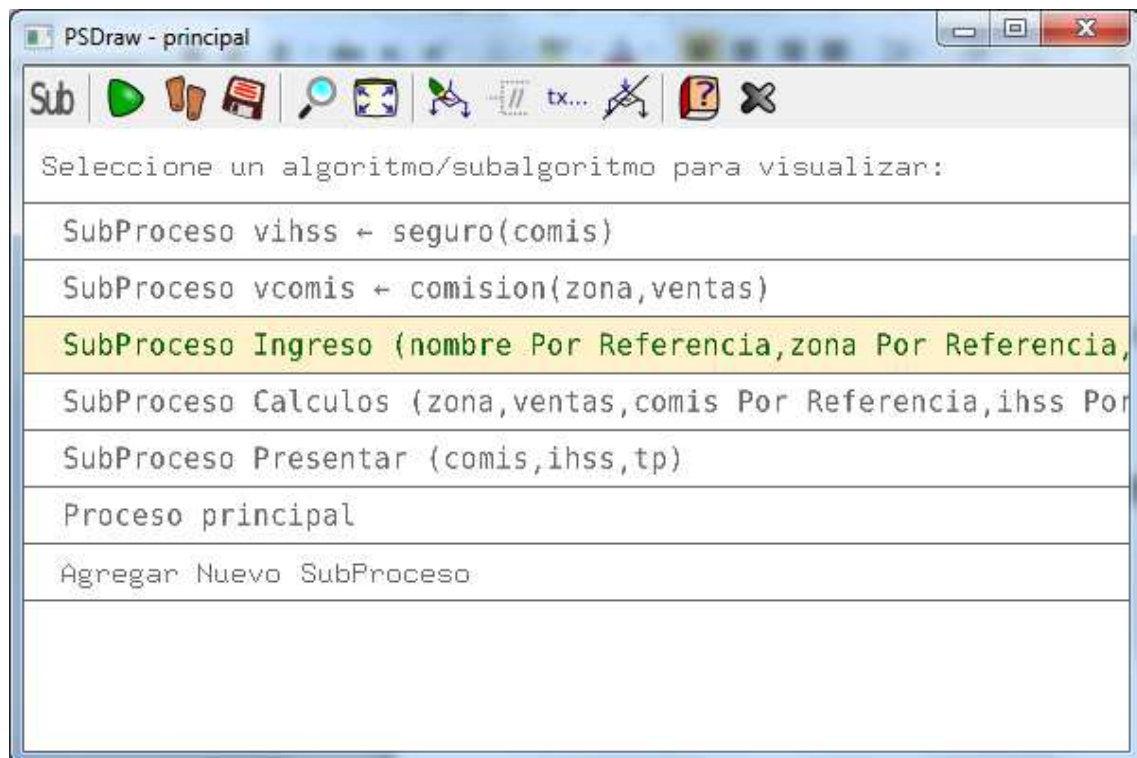 PSDraw - principal
Sub tx...
Seleccione un algoritmo/subalgoritmo para visualizar:
SubProceso vihss ← seguro(comis)
SubProceso vcomis ← comision(zona,ventas)
SubProceso Ingreso (nombre Por Referencia,zona Por Referencia,
SubProceso Calculos (zona,ventas,comis Por Referencia,ihss Por
SubProceso Presentar (comis,ihss,tp)
Proceso principal
Agregar Nuevo SubProceso